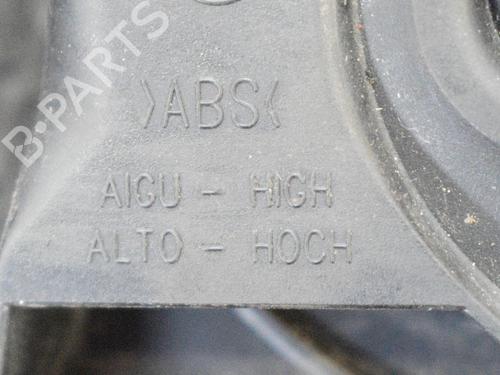 B-PARTS
>ABS<
AIGU - HIGH
ALTO - HOCH